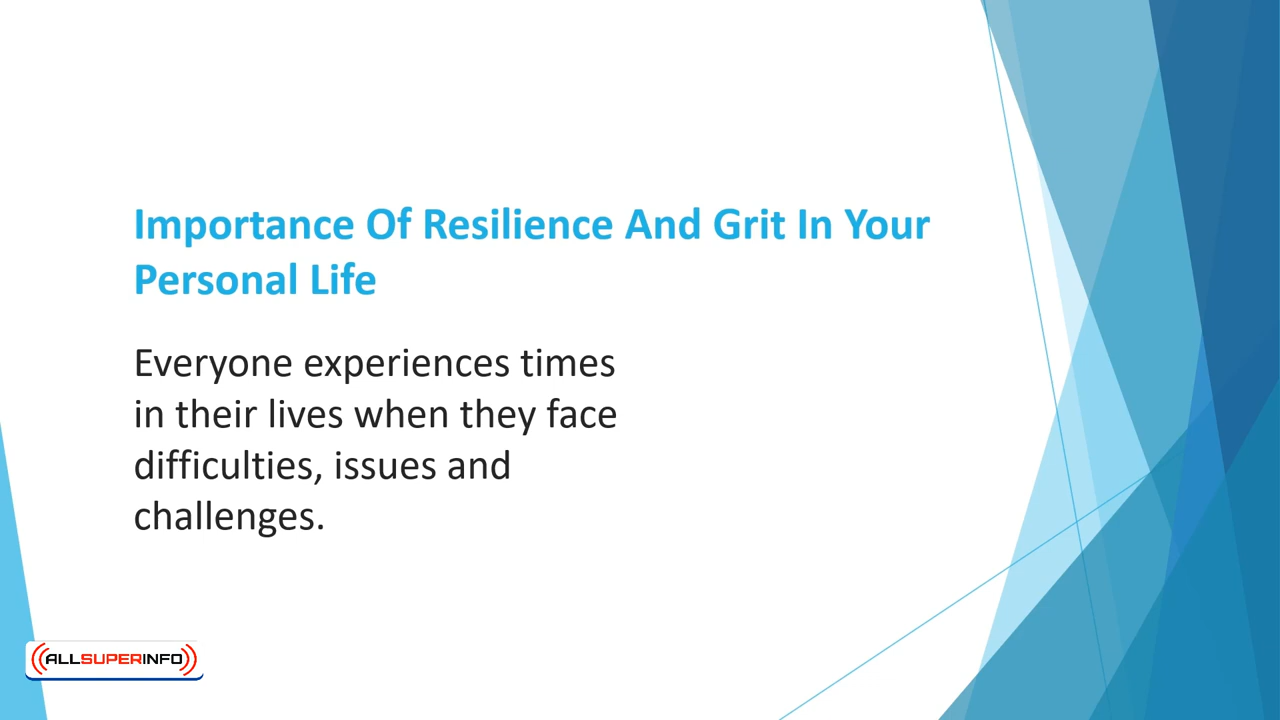 Importance Of Resilience And Grit In Your
Personal Life
Everyone experiences times
in their lives when they face
difficulties, issues and
challenges.
ALLSUPERINFO